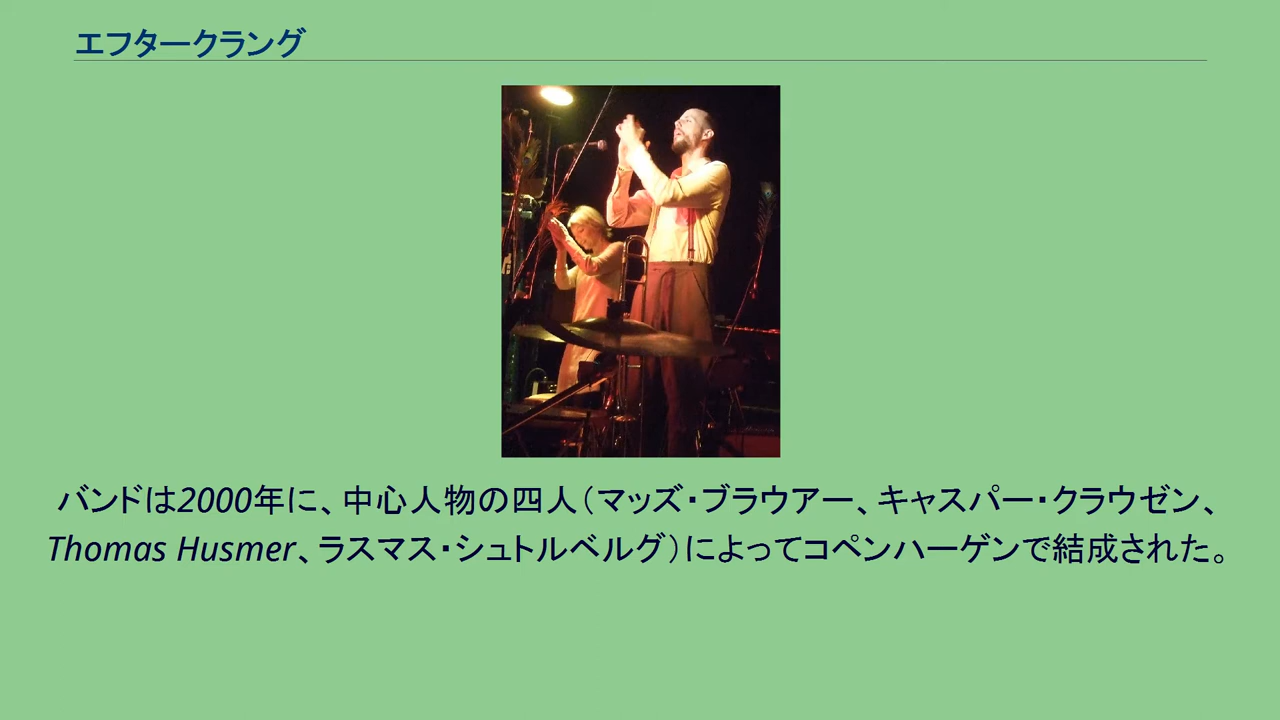 エフタークラング
バンドは2000年に、中心人物の四人（マッズ・ブラウアー、キャスパー・クラウゼン、
Thomas Husmer、ラスマス・シュトルベルグ）によってコペンハーゲンで結成された。